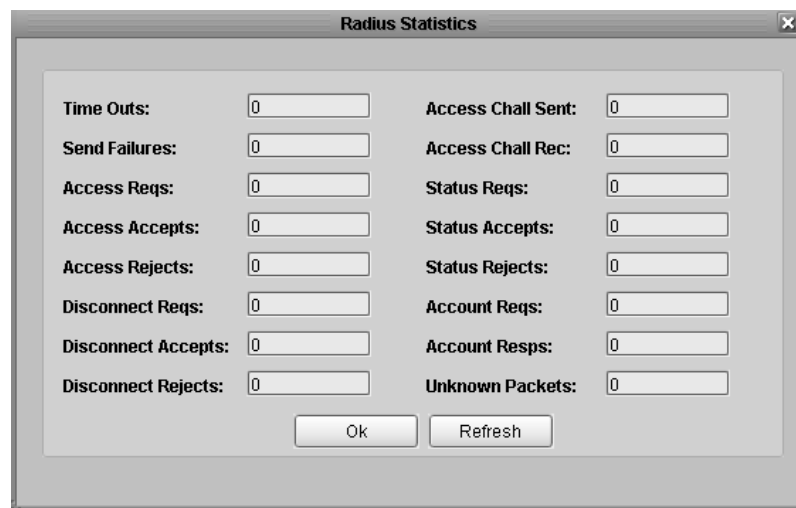 Radius Statistics
Time Outs: 0 Access Chall Sent: 0
Send Failures: 0 Access Chall Rec: 0
Access Reqs: 0 Status Reqs: 0
Access Accepts: 0 Status Accepts: 0
Access Rejects: 0 Status Rejects: 0
Disconnect Reqs: 0 Account Reqs: 0
Disconnect Accepts: 0 Account Resps: 0
Disconnect Rejects: 0 Unknown Packets: 0
Ok Refresh